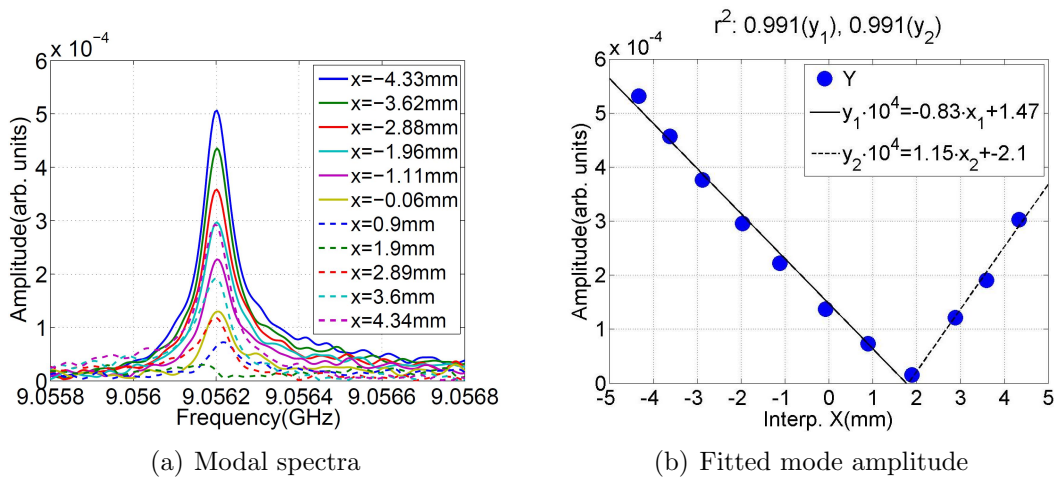 x 10⁻⁴
6
5
4
3
2
1
0
Amplitude(arb. units)
9.0558
9.056
9.0562
9.0564
9.0566
9.0568
Frequency(GHz)
x=−4.33mm
x=−3.62mm
x=−2.88mm
x=−1.96mm
x=−1.11mm
x=−0.06mm
x=0.9mm
x=1.9mm
x=2.89mm
x=3.6mm
x=4.34mm
(a) Modal spectra
r²: 0.991(y₁), 0.991(y₂)
x 10⁻⁴
6
5
4
3
2
1
0
Amplitude(arb. units)
-5
-4
-3
-2
-1
0
1
2
3
4
5
Interp. X(mm)
Y
y₁·10⁴=-0.83·x₁+1.47
y₂·10⁴=1.15·x₂+-2.1
(b) Fitted mode amplitude